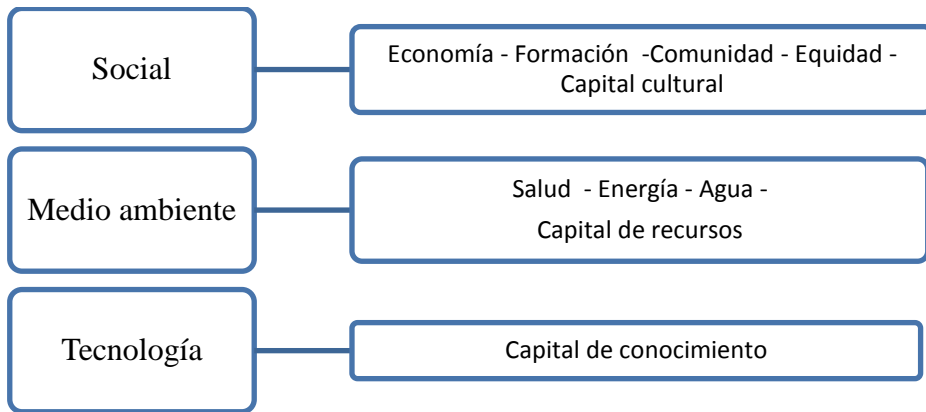 Social
Economía - Formación -Comunidad - Equidad -
Capital cultural
Medio ambiente
Salud - Energía - Agua -
Capital de recursos
Tecnología
Capital de conocimiento